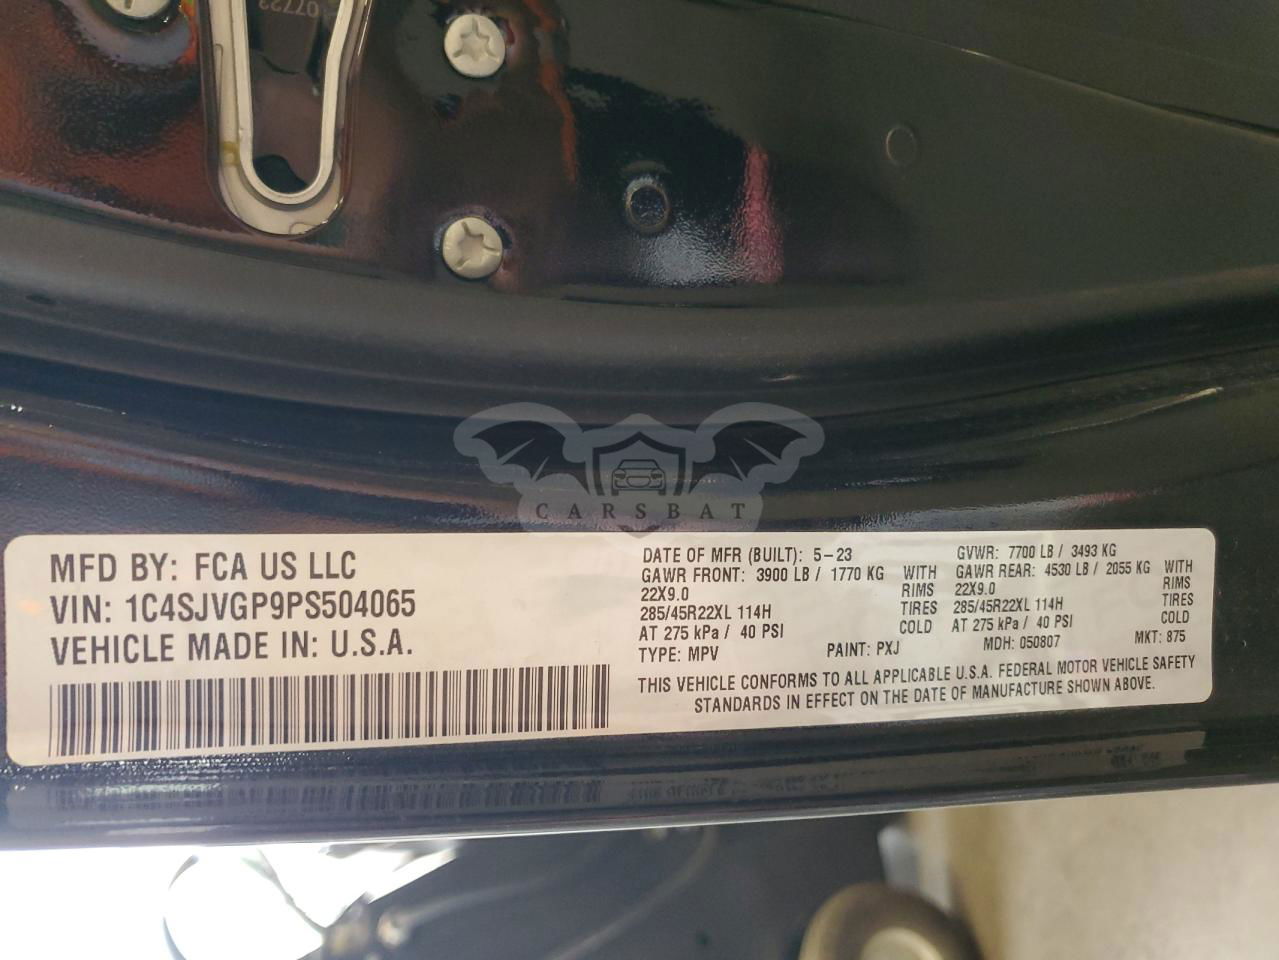 07723
CARSBAT
MFD BY: FCA US LLC
VIN: 1C4SJVGP9PS504065
VEHICLE MADE IN: U.S.A.
DATE OF MFR (BUILT): 5-23 GVWR: 7700 LB / 3493 KG
GAWR FRONT: 3900 LB / 1770 KG WITH GAWR REAR: 4530 LB / 2055 KG WITH
22X9.0 RIMS 22X9.0 RIMS
285/45R22XL 114H TIRES 285/45R22XL 114H TIRES
AT 275 kPa / 40 PSI COLD AT 275 kPa / 40 PSI COLD
TYPE: MPV PAINT: PXJ MDH: 050807 MKT: 875
THIS VEHICLE CONFORMS TO ALL APPLICABLE U.S.A. FEDERAL MOTOR VEHICLE SAFETY
STANDARDS IN EFFECT ON THE DATE OF MANUFACTURE SHOWN ABOVE.